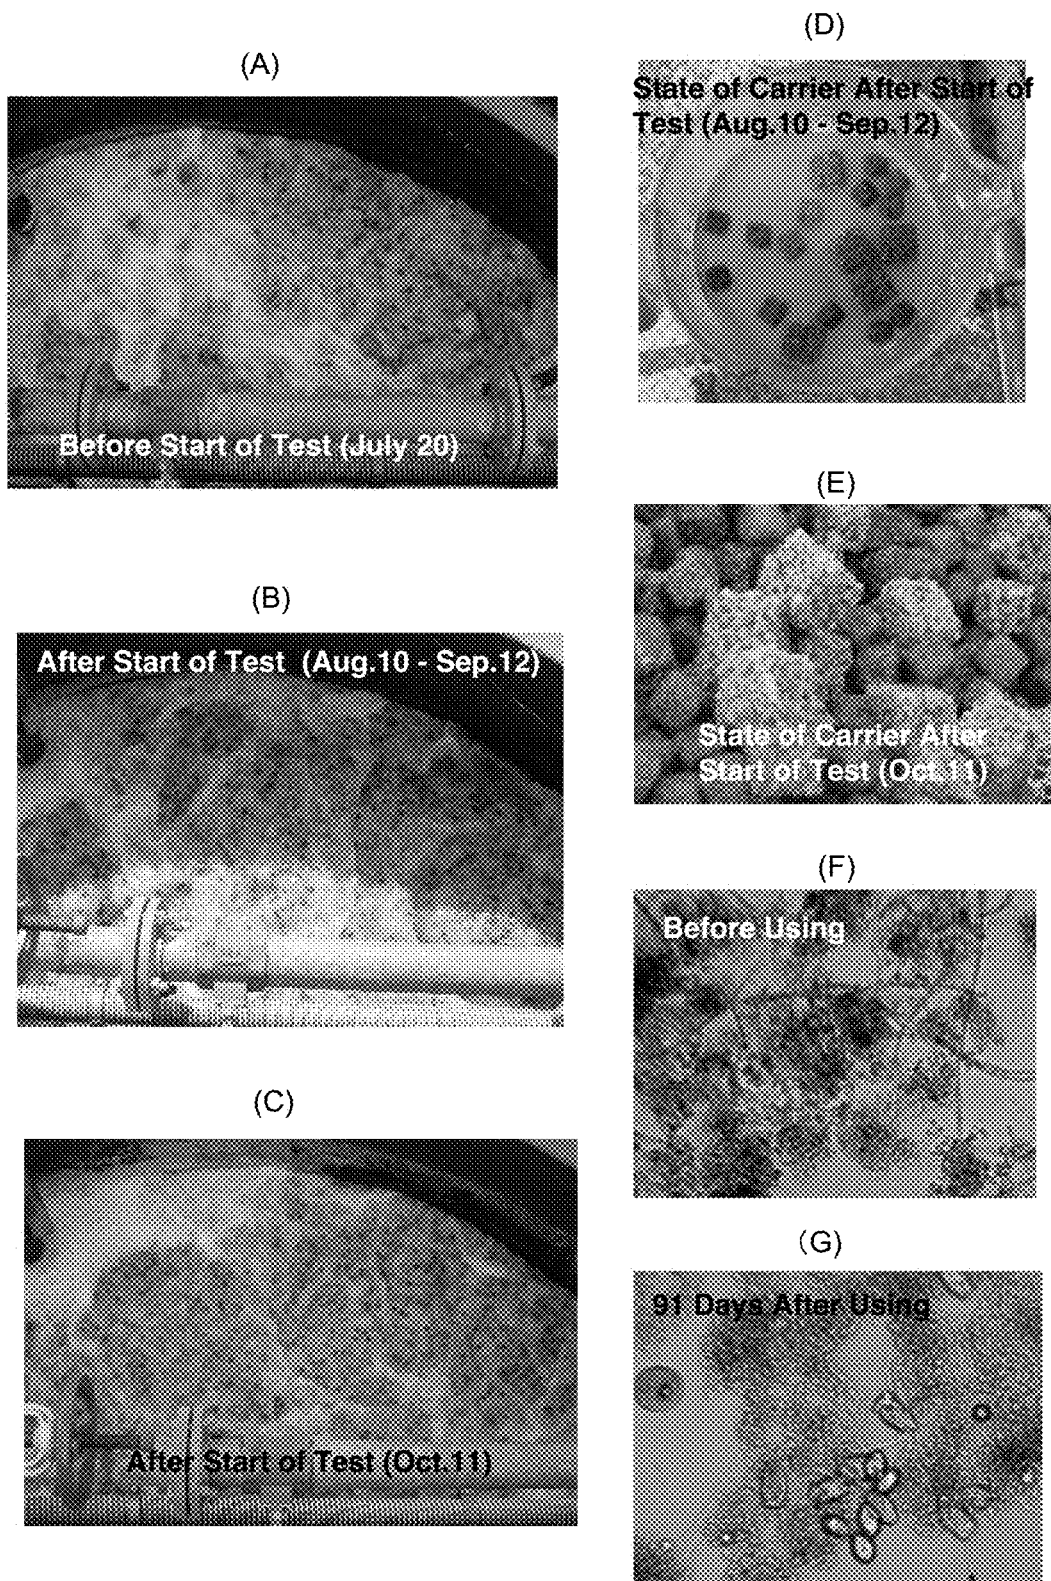 (A)
Before Start of Test (July 20)
(B)
After Start of Test (Aug.10 - Sep.12)
(C)
After Start of Test (Oct.11)
(D)
State of Carrier After Start of
Test (Aug.10 - Sep.12)
(E)
State of Carrier After
Start of Test (Oct.11)
(F)
Before Using
(G)
91 Days After Using